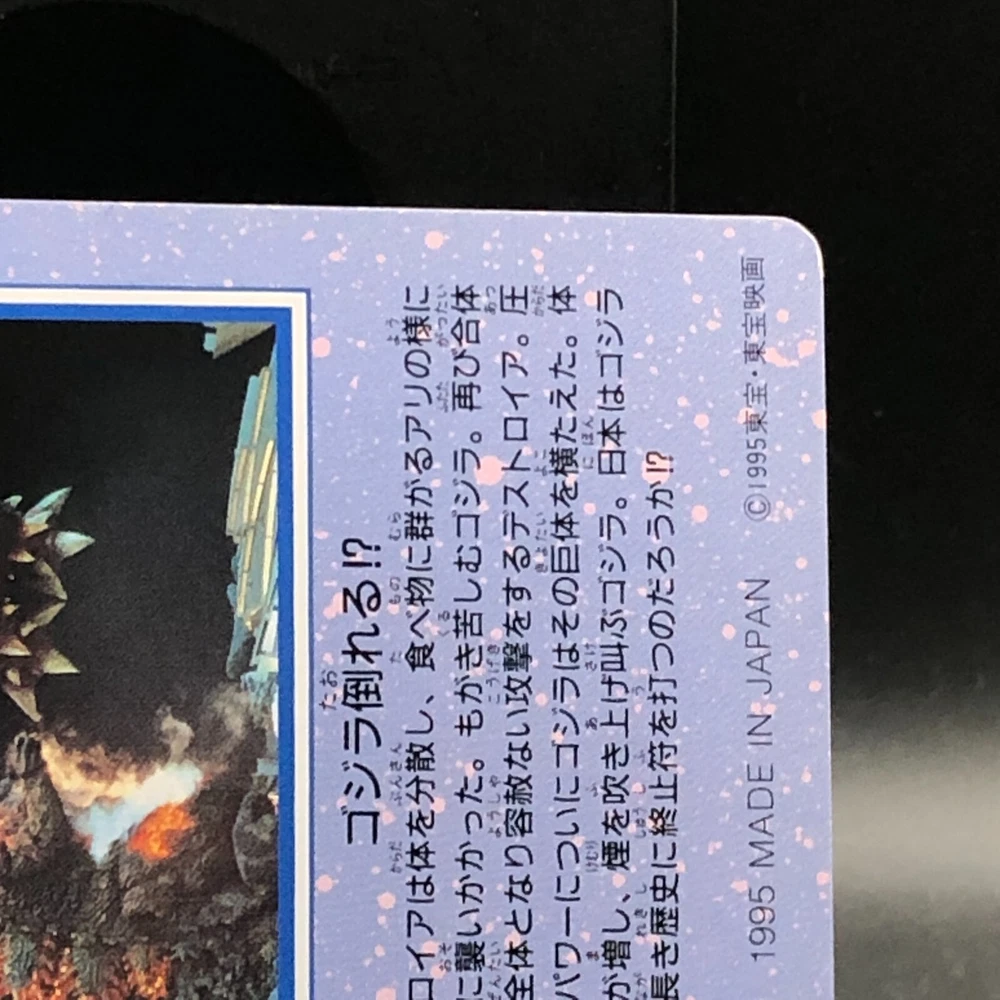 ゴジラ倒れる!?
ロイアは体を分散し、食べ物に群がるアリの様に
に襲いかかった。もがき苦しむゴジラ。再び合体
全体となり容赦ない攻撃をするデストロイア。圧
パワーについにゴジラはその巨体を横たえた。体
が増し、煙を吹き上げ叫ぶゴジラ。日本はゴジラ
長き歴史に終止符を打つのだろうか!?
1995 MADE IN JAPAN ©1995東宝・東宝映画